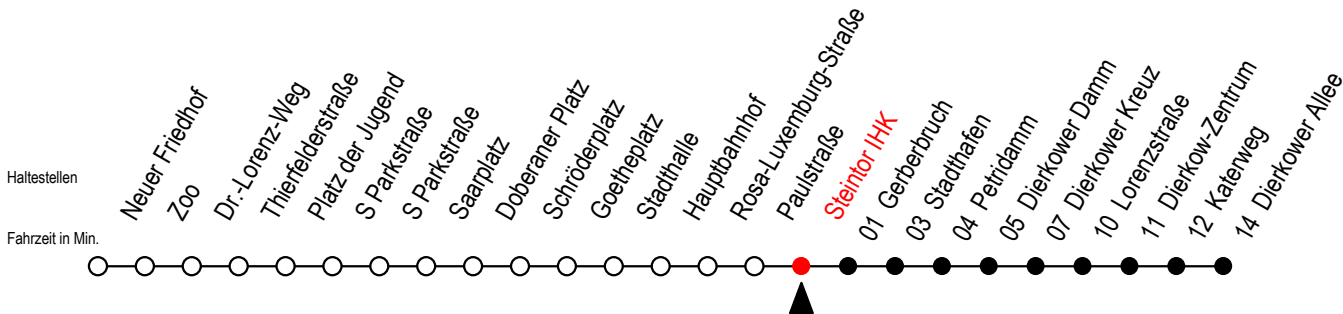 Haltestellen
Neuer Friedhof
Zoo
Dr.-Lorenz-Weg
Thierfelderstraße
Platz der Jugend
S Parkstraße
S Parkstraße
Saarplatz
Doberaner Platz
Schröderplatz
Goetheplatz
Stadthalle
Hauptbahnhof
Rosa-Luxemburg-Straße
Paulstraße
Steintor IHK
01 Gerberbruch
03 Stadthafen
04 Petridamm
05 Dierkower Damm
07 Dierkower Kreuz
10 Lorenzstraße
11 Dierkow-Zentrum
12 Katerweg
14 Dierkower Allee
Fahrzeit in Min.